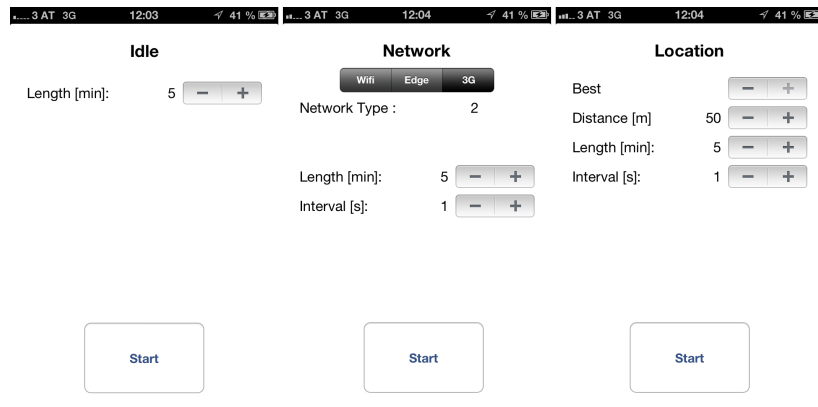 3 AT 3G 12:03 41 %
Idle
Length [min]: 5 − +
Start
3 AT 3G 12:04 41 %
Network
Wifi Edge 3G
Network Type : 2
Length [min]: 5 − +
Interval [s]: 1 − +
Start
3 AT 3G 12:04 41 %
Location
Best − +
Distance [m] 50 − +
Length [min]: 5 − +
Interval [s]: 1 − +
Start